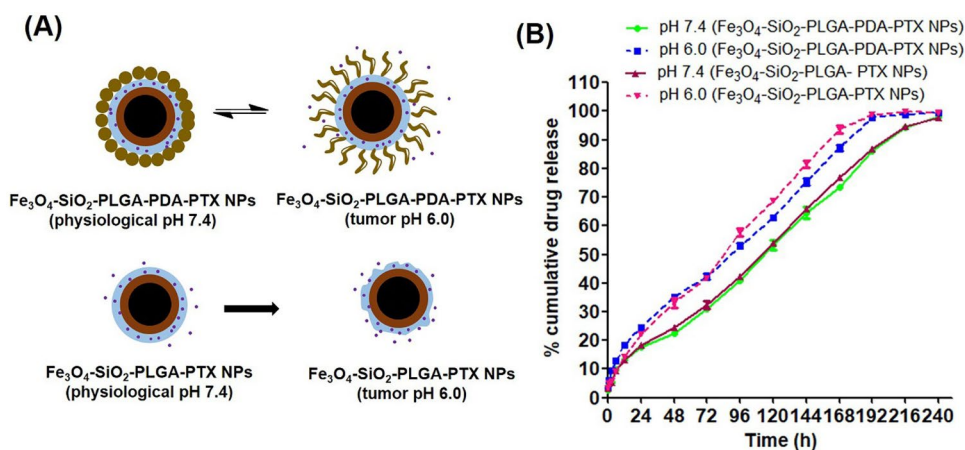 (A)
Fe₃O₄-SiO₂-PLGA-PDA-PTX NPs
(physiological pH 7.4)
Fe₃O₄-SiO₂-PLGA-PDA-PTX NPs
(tumor pH 6.0)
Fe₃O₄-SiO₂-PLGA-PTX NPs
(physiological pH 7.4)
Fe₃O₄-SiO₂-PLGA-PTX NPs
(tumor pH 6.0)
(B)
pH 7.4 (Fe₃O₄-SiO₂-PLGA-PDA-PTX NPs)
pH 6.0 (Fe₃O₄-SiO₂-PLGA-PDA-PTX NPs)
pH 7.4 (Fe₃O₄-SiO₂-PLGA- PTX NPs)
pH 6.0 (Fe₃O₄-SiO₂-PLGA-PTX NPs)
% cumulative drug release
100
90
80
70
60
50
40
30
20
10
0
0 24 48 72 96 120 144 168 192 216 240
Time (h)